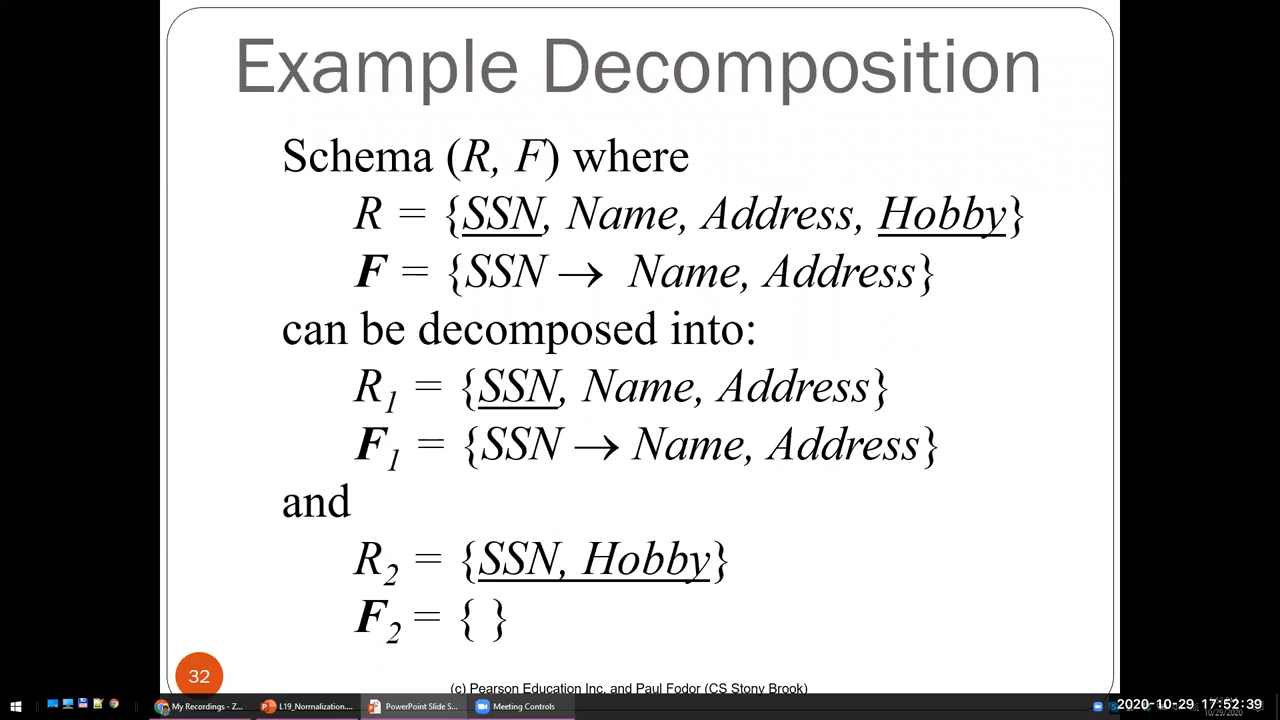 Example Decomposition
Schema (R, F) where
R = {SSN, Name, Address, Hobby}
F = {SSN → Name, Address}
can be decomposed into:
R1 = {SSN, Name, Address}
F1 = {SSN → Name, Address}
and
R2 = {SSN, Hobby}
F2 = { }
32
(c) Pearson Education Inc. and Paul Fodor (CS Stony Brook)
My Recordings - Z... L19_Normalization.... PowerPoint Slide S... Meeting Controls
2020-10-29 17:52:39